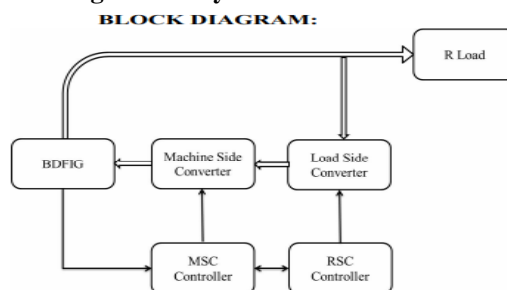 BLOCK DIAGRAM:
R Load
BDFIG
Machine Side
Converter
Load Side
Converter
MSC
Controller
RSC
Controller